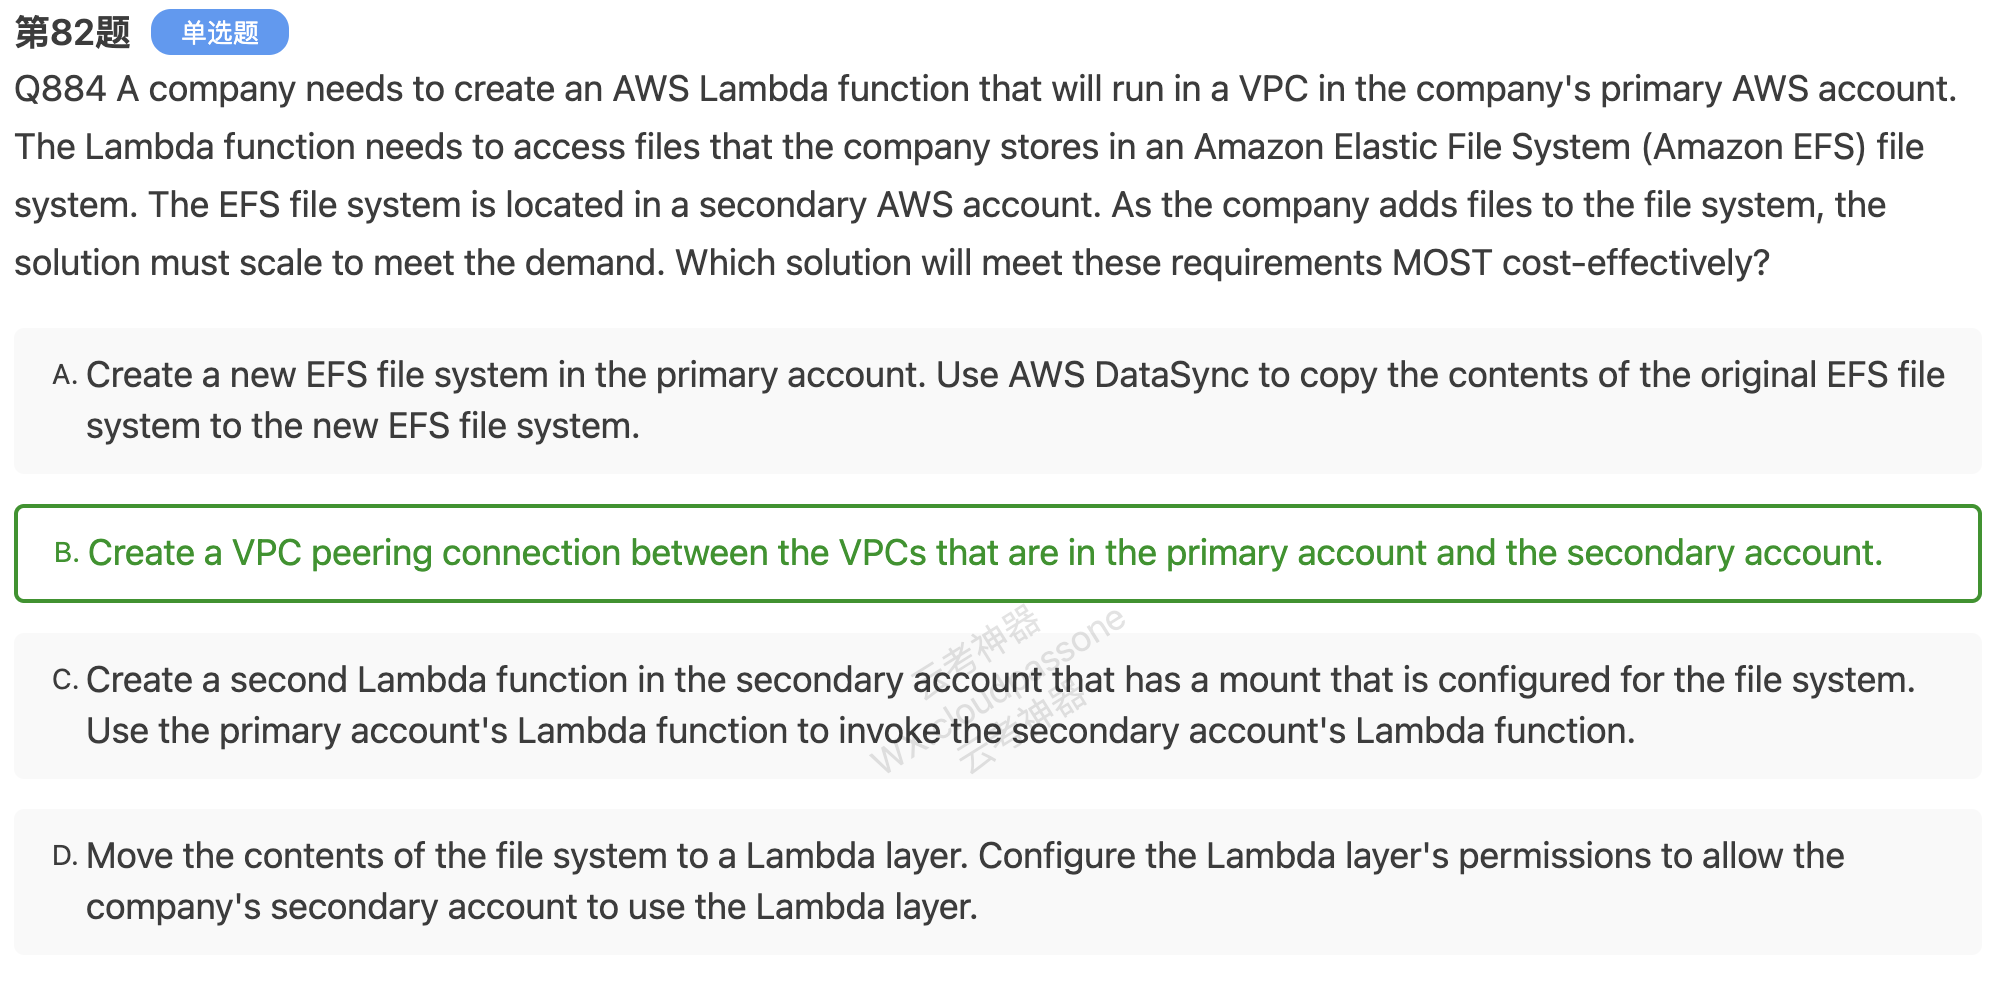 第82题 单选题
Q884 A company needs to create an AWS Lambda function that will run in a VPC in the company's primary AWS account.
The Lambda function needs to access files that the company stores in an Amazon Elastic File System (Amazon EFS) file
system. The EFS file system is located in a secondary AWS account. As the company adds files to the file system, the
solution must scale to meet the demand. Which solution will meet these requirements MOST cost-effectively?
A. Create a new EFS file system in the primary account. Use AWS DataSync to copy the contents of the original EFS file
system to the new EFS file system.
B. Create a VPC peering connection between the VPCs that are in the primary account and the secondary account.
C. Create a second Lambda function in the secondary account that has a mount that is configured for the file system.
Use the primary account's Lambda function to invoke the secondary account's Lambda function.
D. Move the contents of the file system to a Lambda layer. Configure the Lambda layer's permissions to allow the
company's secondary account to use the Lambda layer.
云考神器
cloudpassone
云考神器